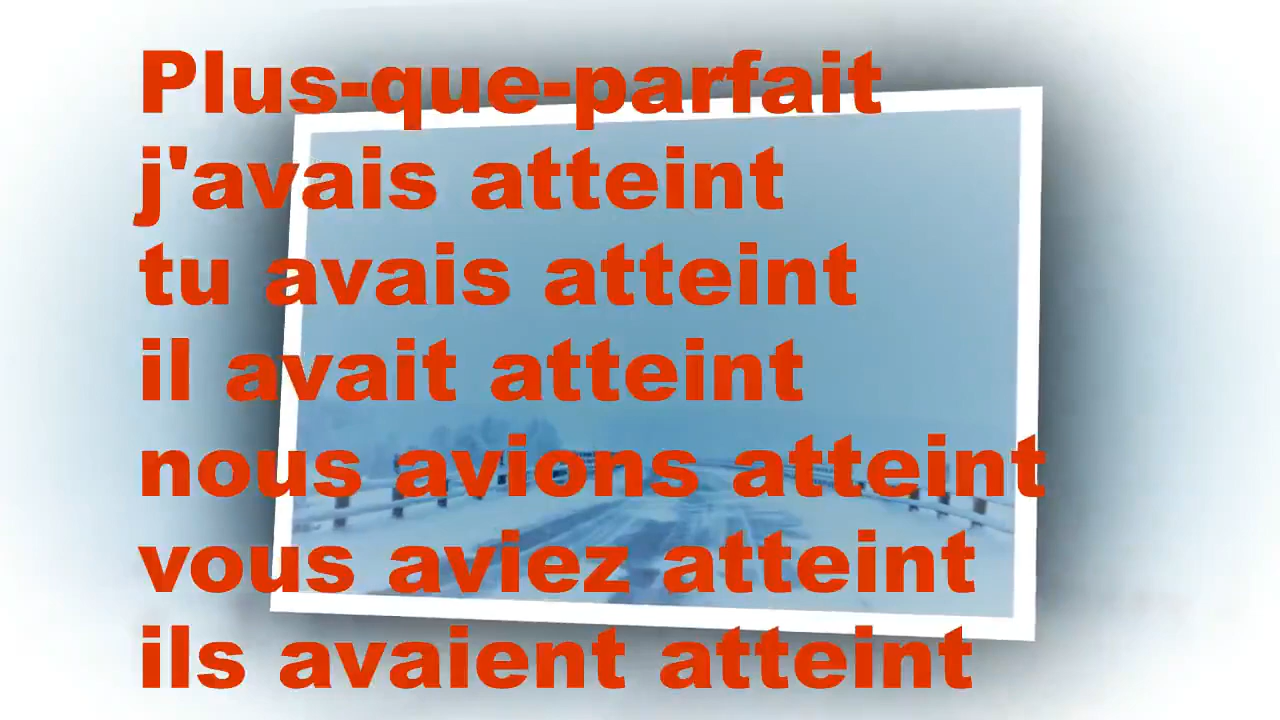 Plus-que-parfait
j'avais atteint
tu avais atteint
il avait atteint
nous avions atteint
vous aviez atteint
ils avaient atteint